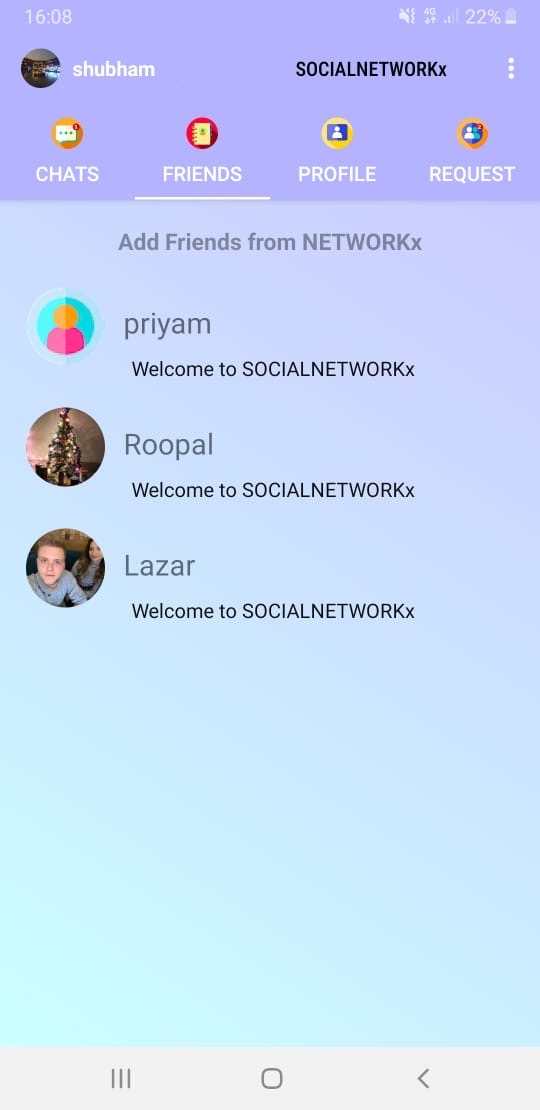 16:08 4G 22%
shubham SOCIALNETWORKx
CHATS FRIENDS PROFILE REQUEST
Add Friends from NETWORKx
priyam
Welcome to SOCIALNETWORKx
Roopal
Welcome to SOCIALNETWORKx
Lazar
Welcome to SOCIALNETWORKx